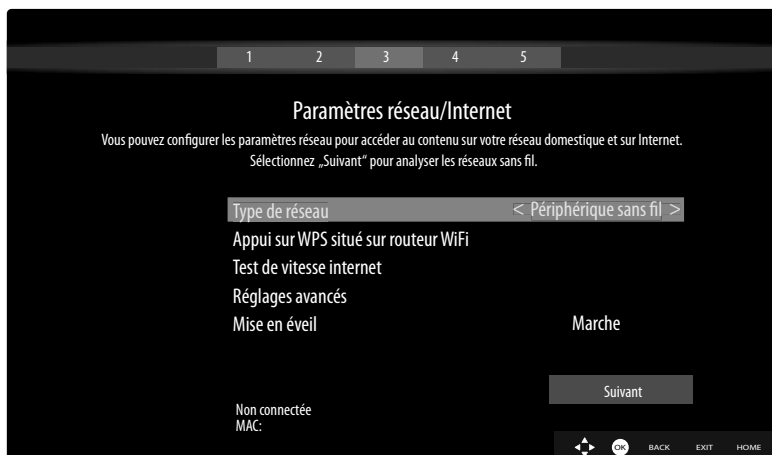 1 2 3 4 5
Paramètres réseau/Internet
Vous pouvez configurer les paramètres réseau pour accéder au contenu sur votre réseau domestique et sur Internet.
Sélectionnez „Suivant“ pour analyser les réseaux sans fil.
Type de réseau < Périphérique sans fil >
Appui sur WPS situé sur routeur WiFi
Test de vitesse internet
Réglages avancés
Mise en éveil Marche
Suivant
Non connectée
MAC:
OK BACK EXIT HOME